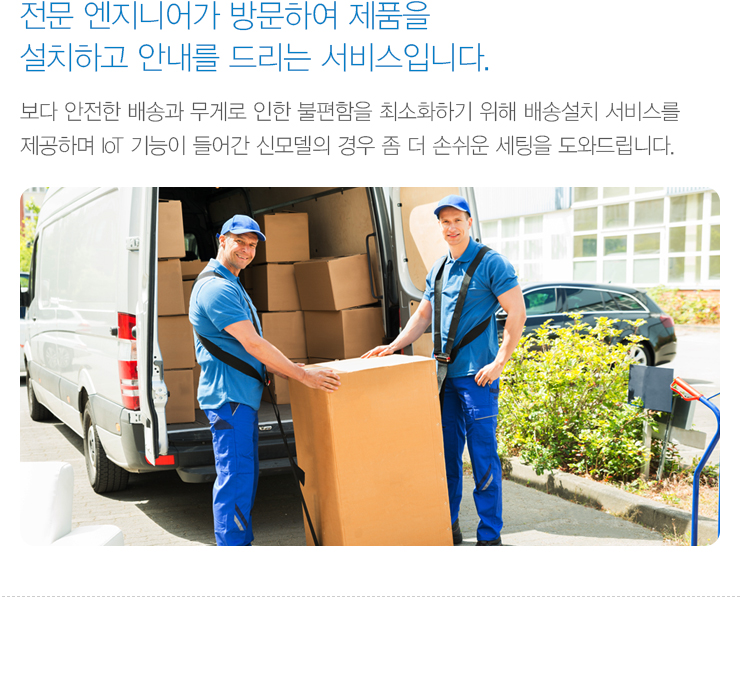 전문 엔지니어가 방문하여 제품을
설치하고 안내를 드리는 서비스입니다.
보다 안전한 배송과 무게로 인한 불편함을 최소화하기 위해 배송설치 서비스를
제공하며 IoT 기능이 들어간 신모델의 경우 좀 더 손쉬운 세팅을 도와드립니다.